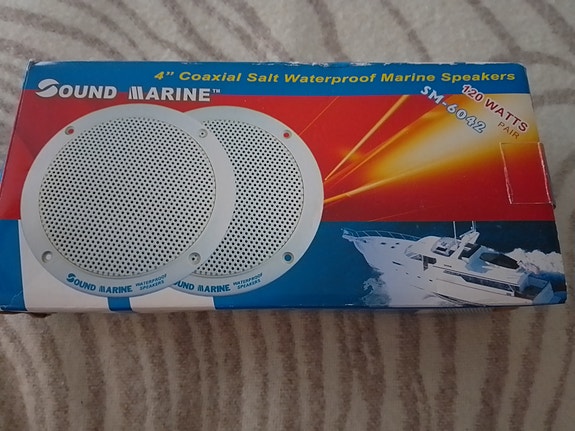 4" Coaxial Salt Waterproof Marine Speakers
SOUND MARINE™
SM-6042
120 WATTS
PAIR
SOUND MARINE WATERPROOF
SPEAKERS
SOUND MARINE WATERPROOF
SPEAKERS